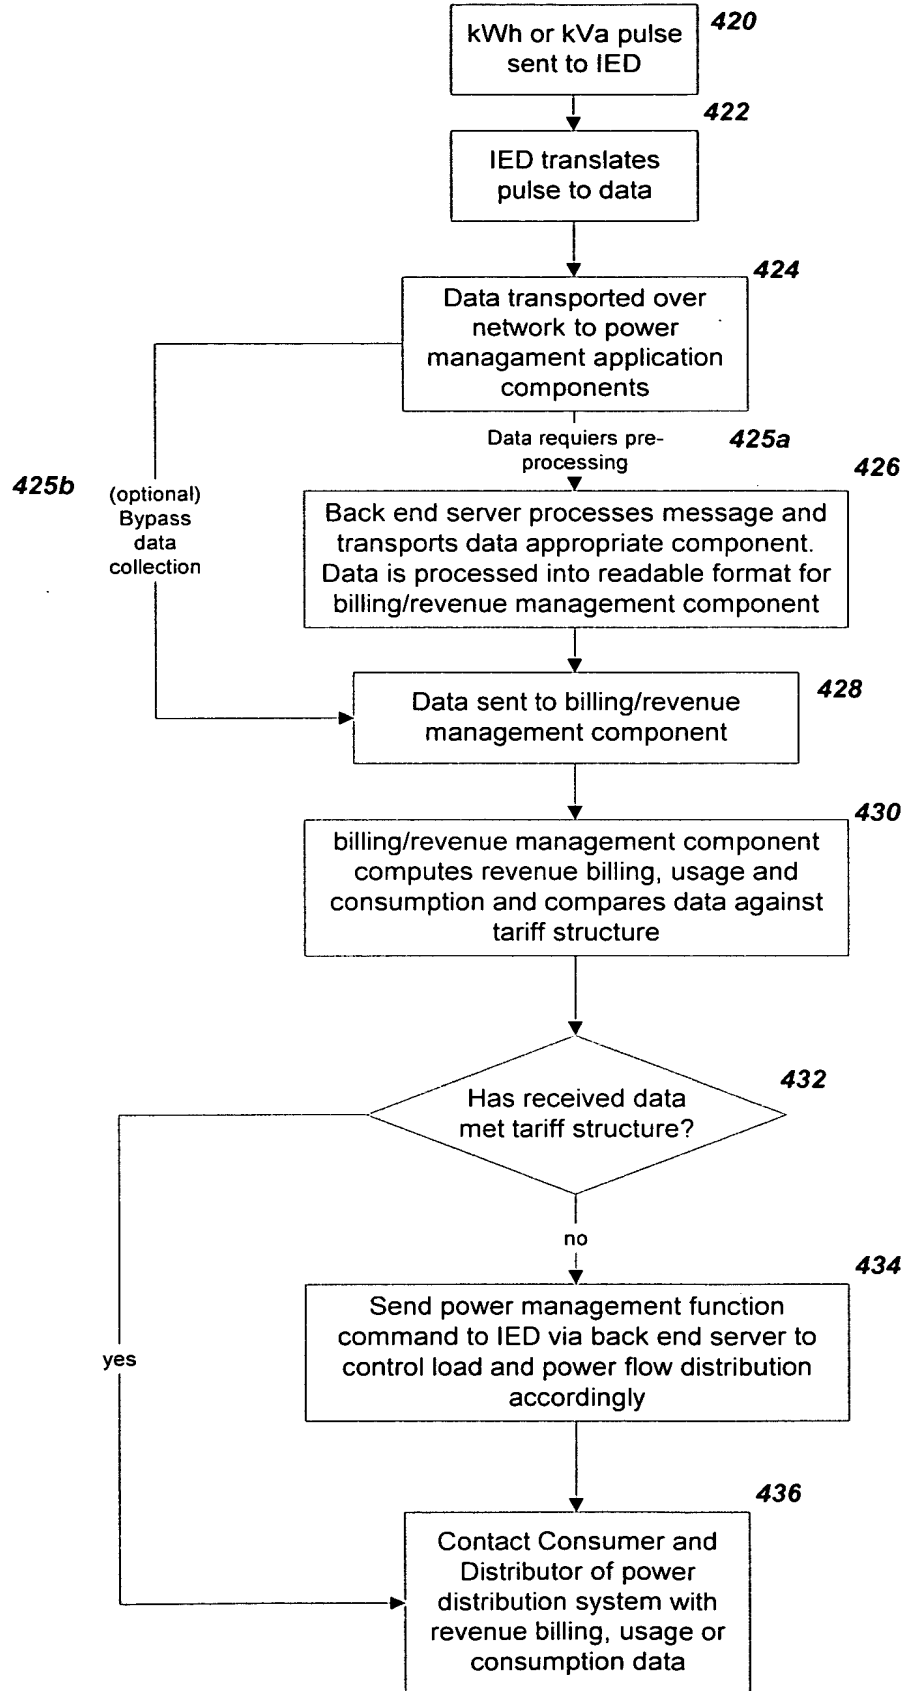 420
kWh or kVa pulse
sent to IED
422
IED translates
pulse to data
424
Data transported over
network to power
managament application
components
425a
Data requiers pre-
processing
426
425b
(optional)
Bypass
data
collection
Back end server processes message and
transports data appropriate component.
Data is processed into readable format for
billing/revenue management component
428
Data sent to billing/revenue
management component
430
billing/revenue management component
computes revenue billing, usage and
consumption and compares data against
tariff structure
432
Has received data
met tariff structure?
no
434
Send power management function
command to IED via back end server to
control load and power flow distribution
accordingly
yes
436
Contact Consumer and
Distributor of power
distribution system with
revenue billing, usage or
consumption data